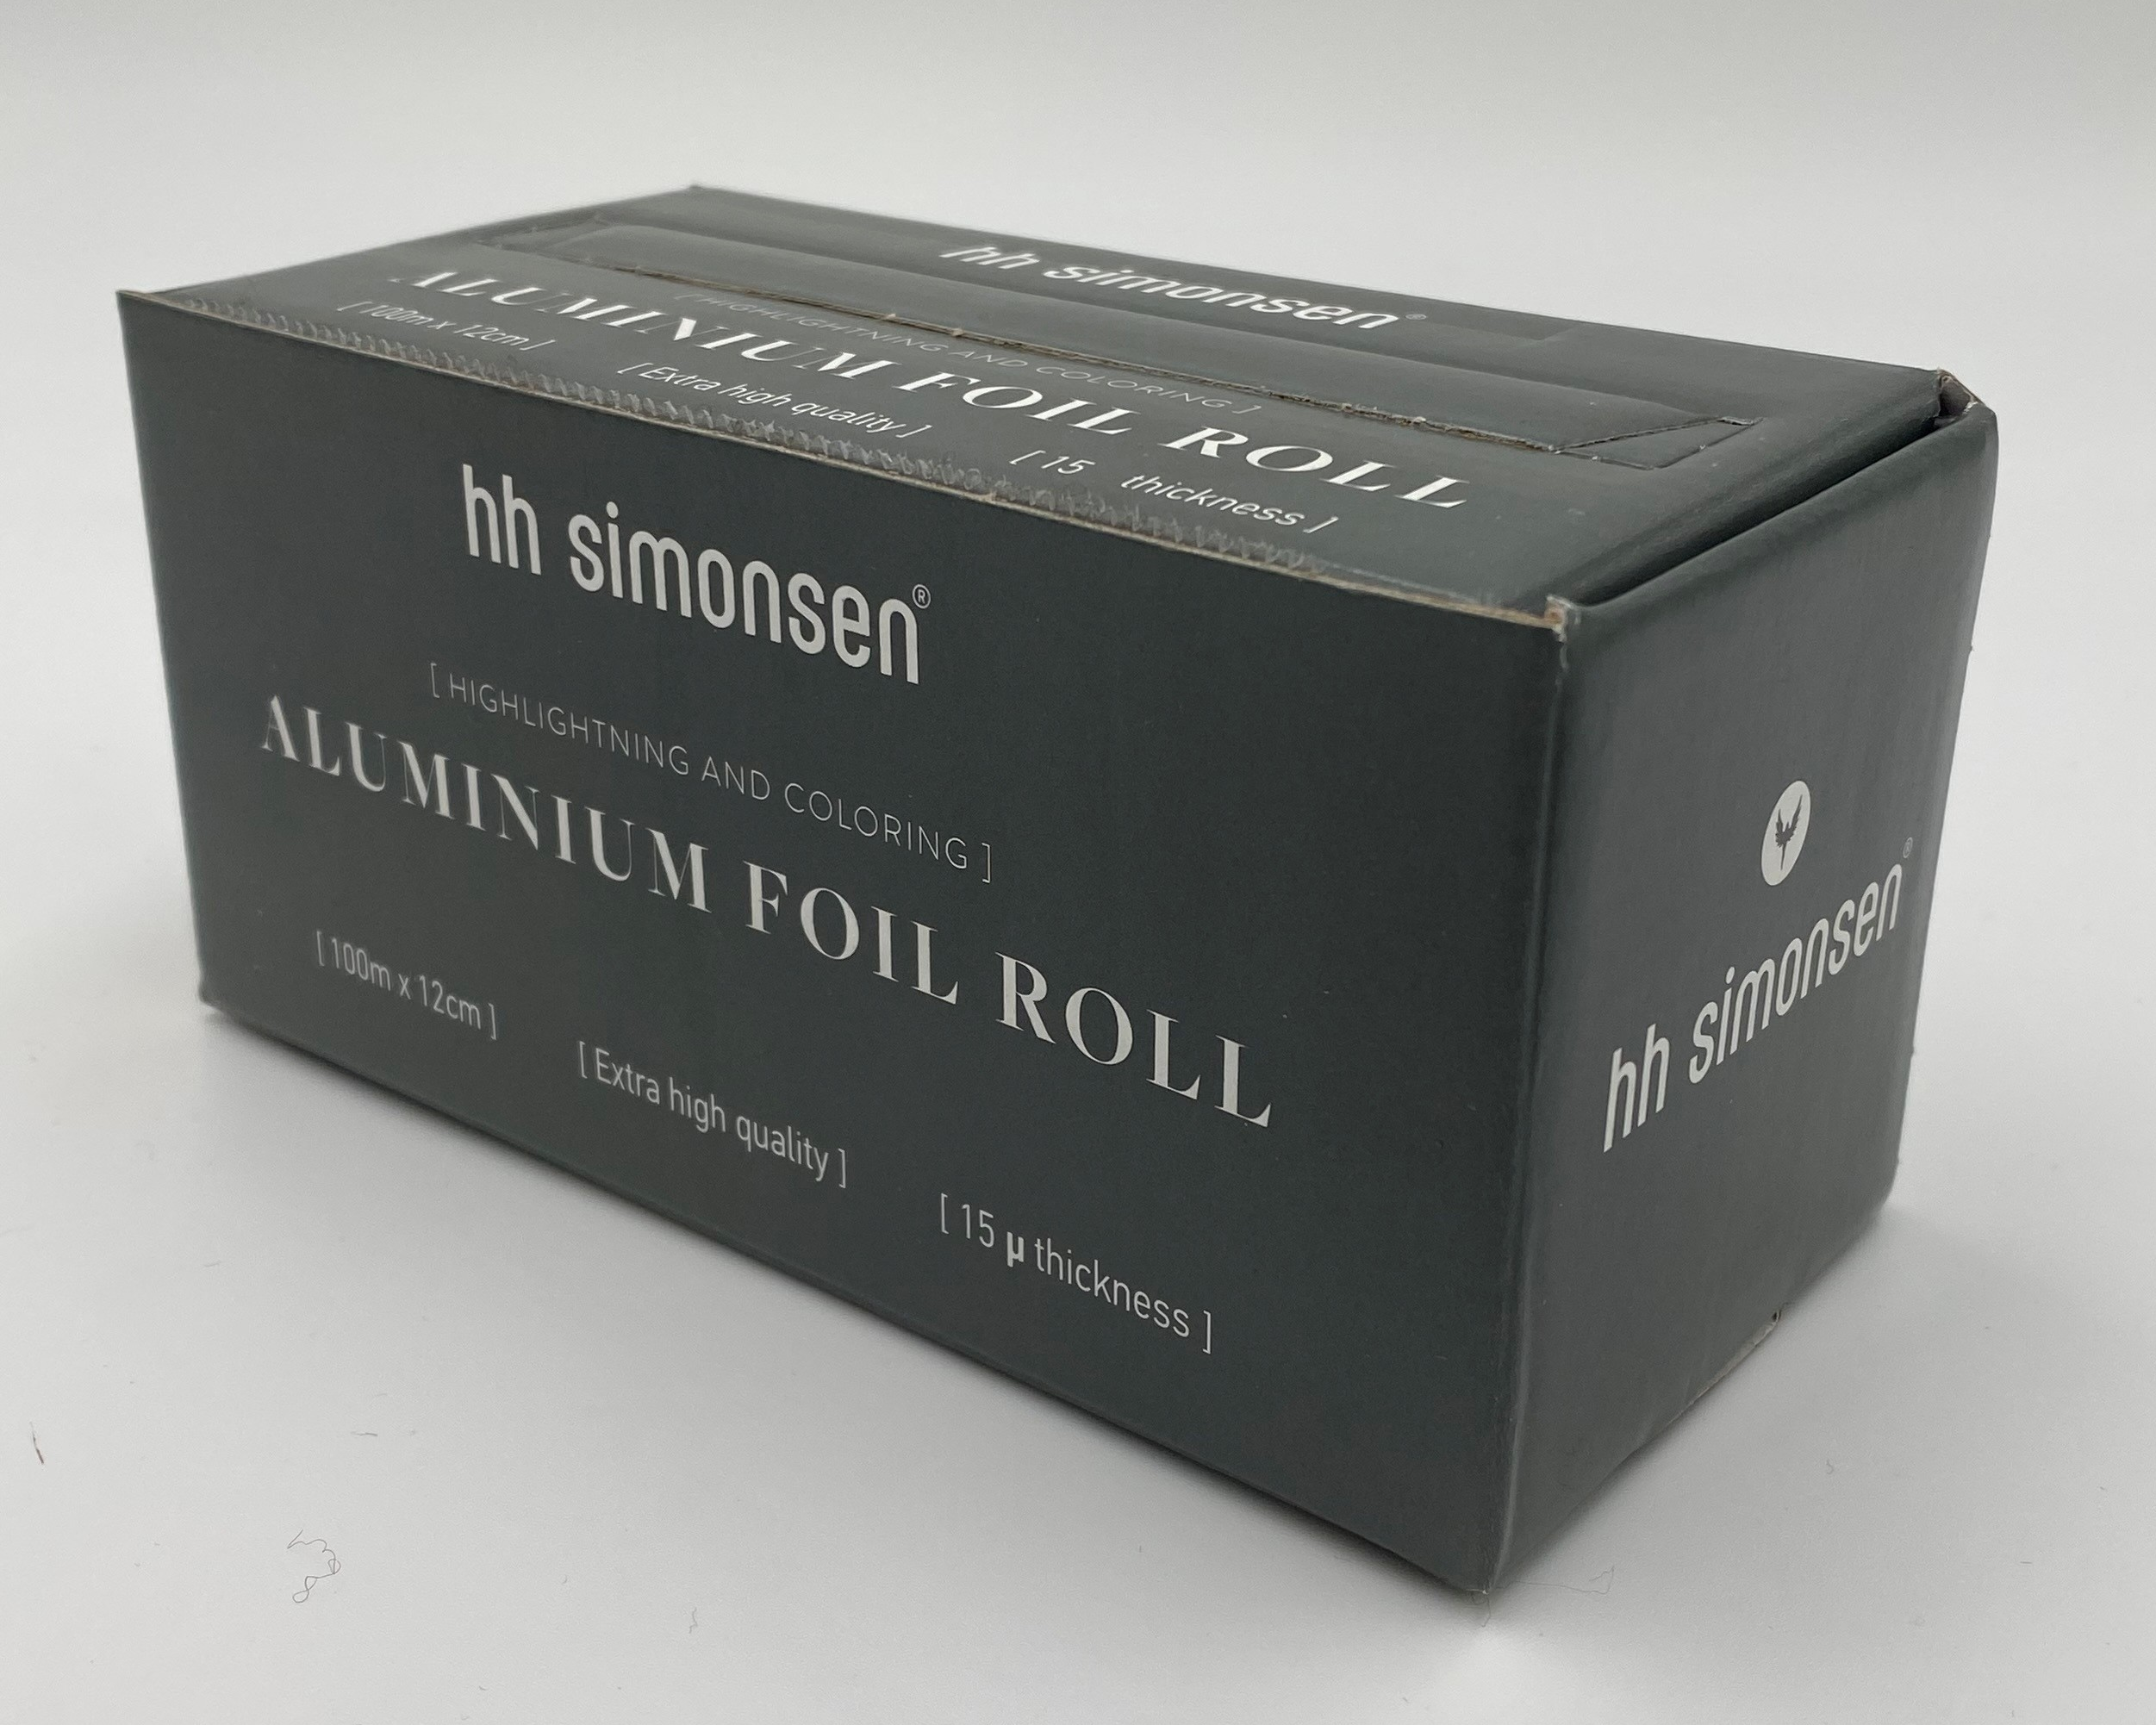 hh simonsen®
[ HIGHLIGHTNING AND COLORING ]
ALUMINIUM FOIL ROLL
[ 100m x 12cm ] [ Extra high quality ] [ 15 thickness ]
hh simonsen®
[ HIGHLIGHTNING AND COLORING ]
ALUMINIUM FOIL ROLL
[ 100m x 12cm ] [ Extra high quality ] [ 15 µ thickness ]
hh simonsen®